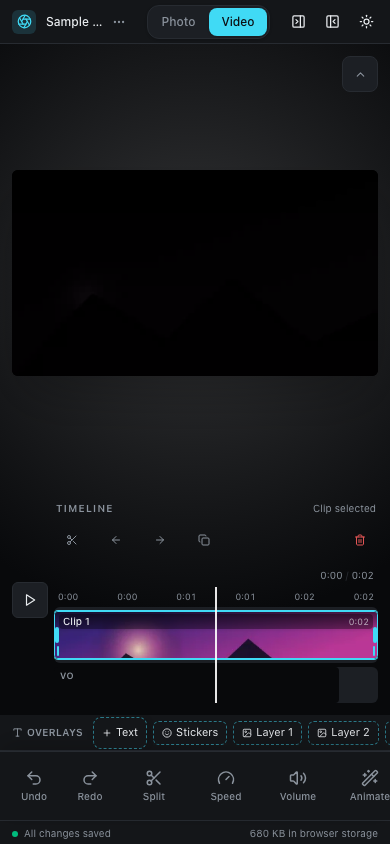 Sample ... Photo Video
TIMELINE Clip selected
0:00 / 0:02
0:00 0:00 0:01 0:01 0:02 0:02
Clip 1 0:02
VO
OVERLAYS + Text Stickers Layer 1 Layer 2
Undo Redo Split Speed Volume Animate
All changes saved 680 KB in browser storage